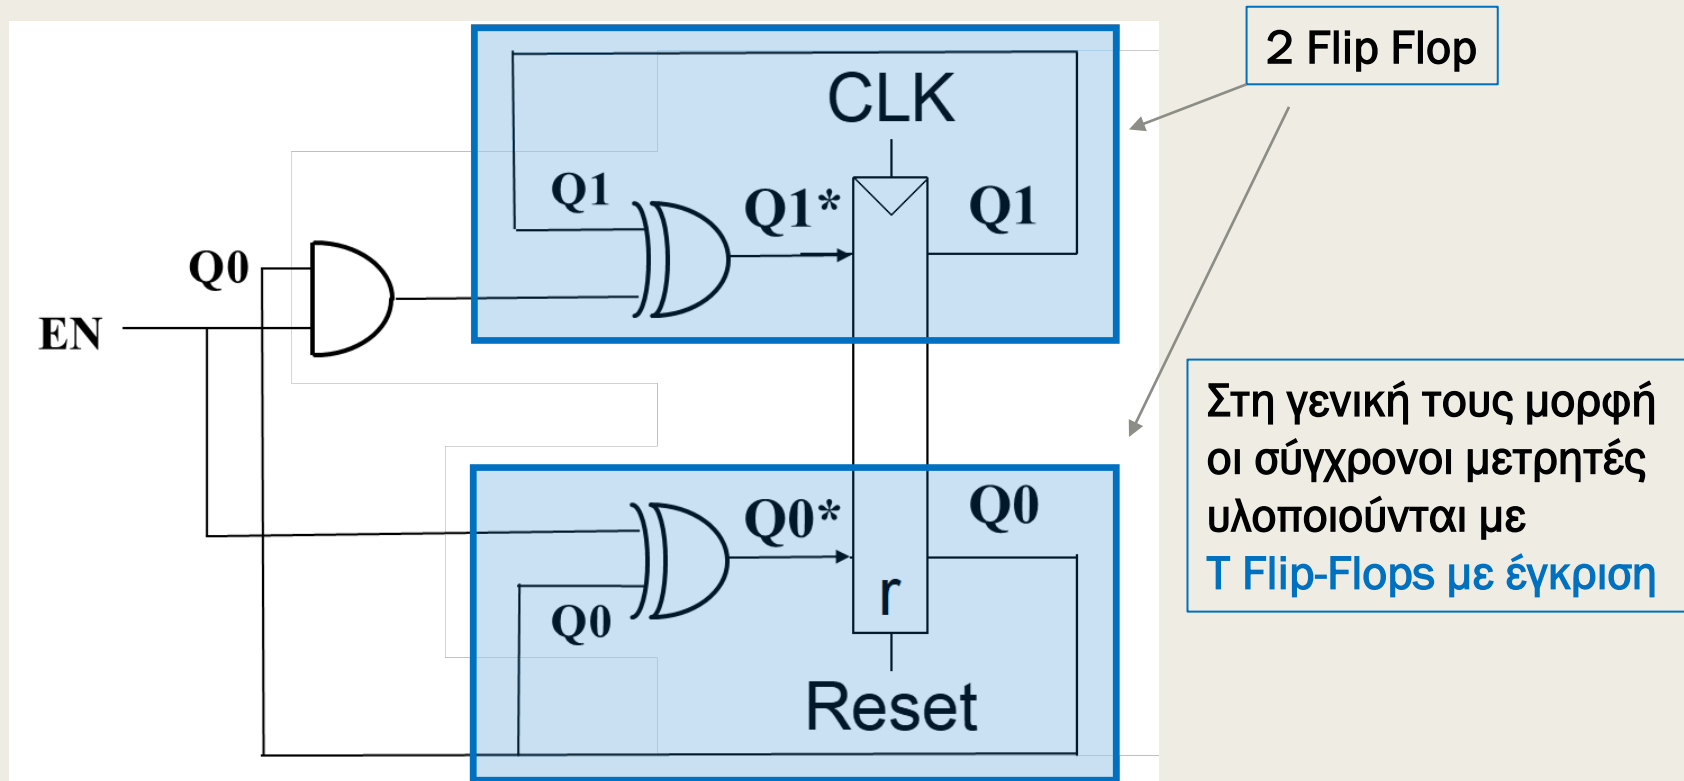 2 Flip Flop
CLK
Q1
Q1*
Q1
Q0
EN
Q0*
Q0
Q0
r
Reset
Στη γενική τους μορφή
οι σύγχρονοι μετρητές
υλοποιούνται με
T Flip-Flops με έγκριση